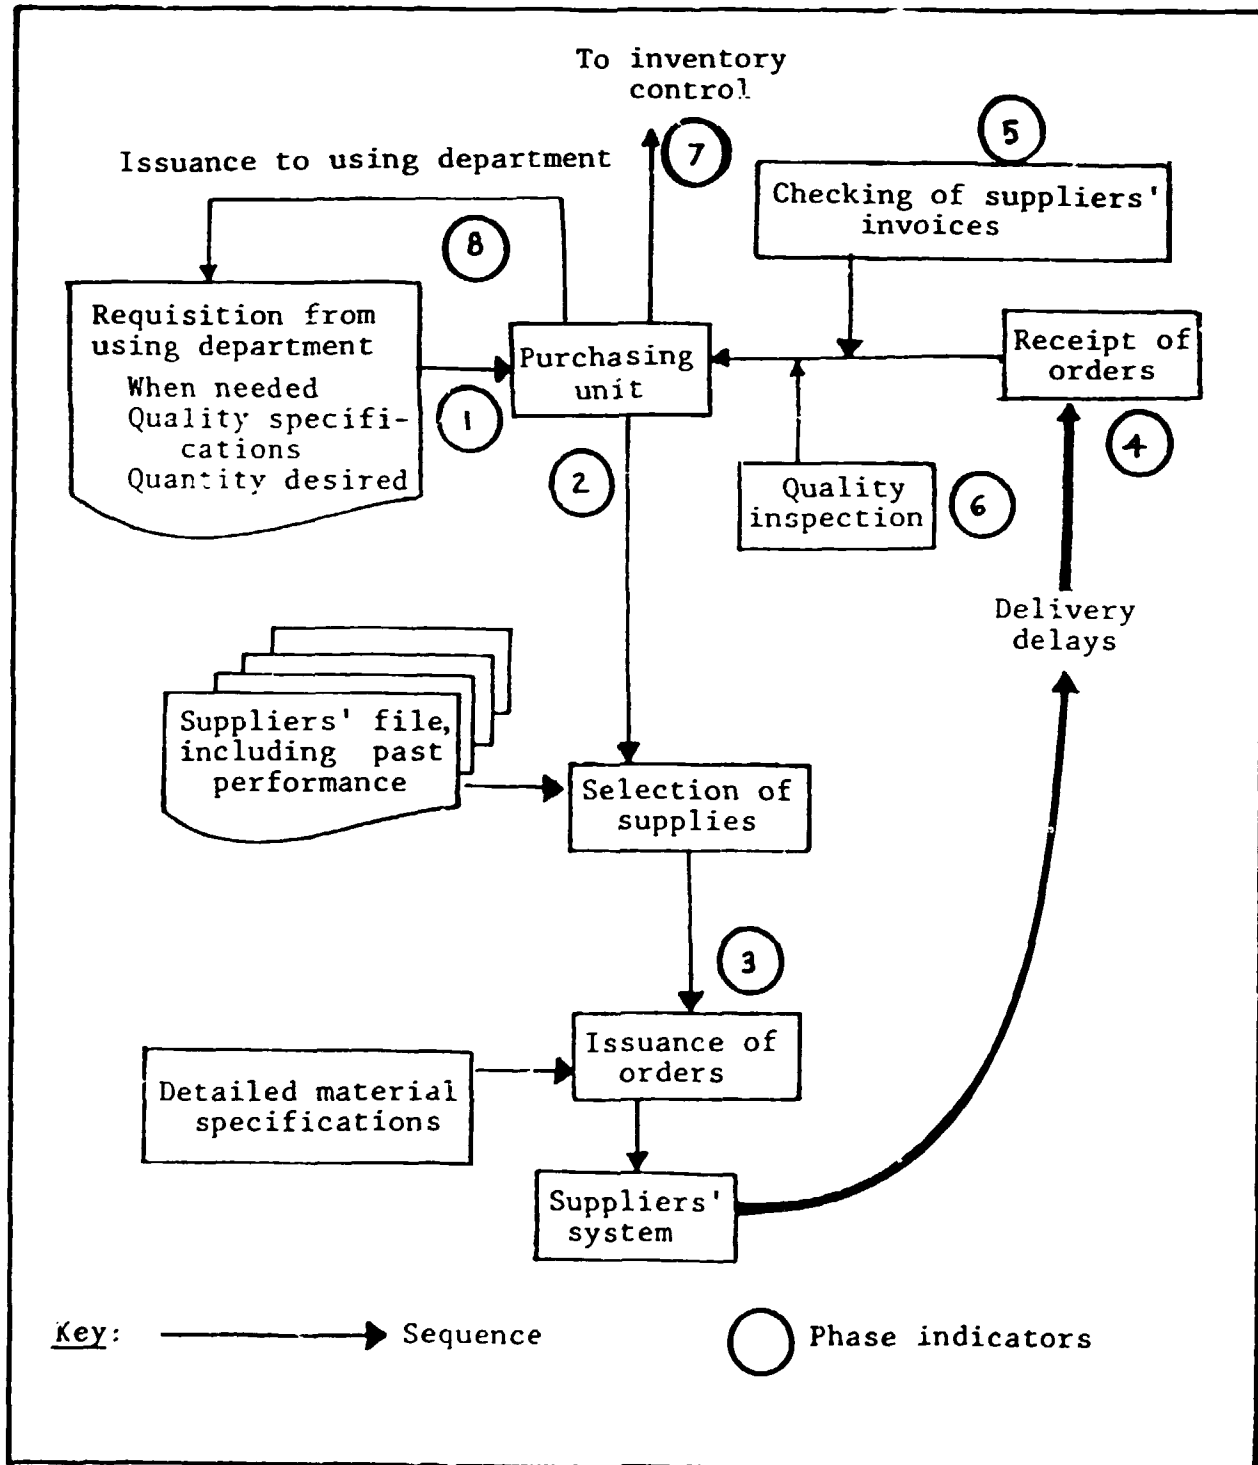 To inventory
control
7
5
Issuance to using department
Checking of suppliers'
invoices
8
Requisition from
using department
When needed
Quality specifi-
cations
Quantity desired
1
Purchasing
unit
Receipt of
orders
4
2
Quality
inspection
6
Delivery
delays
Suppliers' file,
including past
performance
Selection of
supplies
3
Issuance of
orders
Detailed material
specifications
Suppliers'
system
Key:
Sequence
Phase indicators